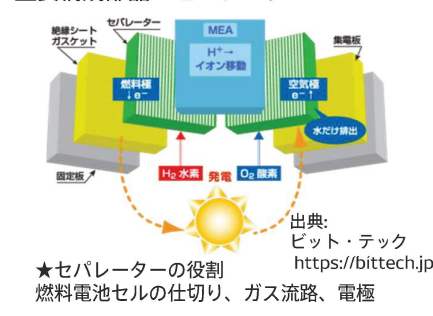 セパレーター
絶縁シート
ガスケット
MEA
H⁺→
イオン移動
集電板
燃料極
↓e⁻
空気極
e⁻↑
水だけ排出
固定板
H₂水素
発電
O₂酸素
出典:
ビット・テック
https://bittech.jp
★セパレーターの役割
燃料電池セルの仕切り、ガス流路、電極